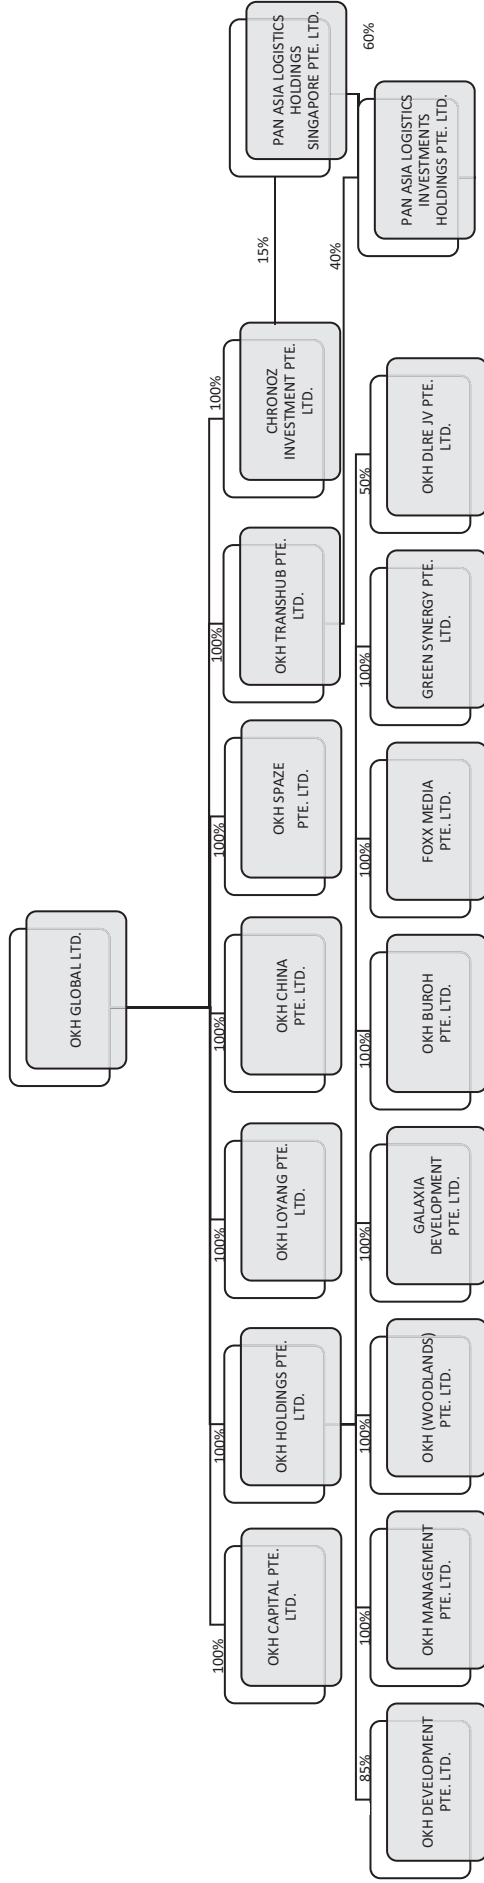 OKH GLOBAL LTD.
100%
100%
100%
100%
100%
100%
100%
OKH CAPITAL PTE.
LTD.
OKH HOLDINGS PTE.
LTD.
OKH LOYANG PTE.
LTD.
OKH CHINA
PTE. LTD.
OKH SPAZE
PTE. LTD.
OKH TRANSHUB PTE.
LTD.
CHRONOZ
INVESTMENT PTE.
LTD.
15%
PAN ASIA LOGISTICS
HOLDINGS
SINGAPORE PTE. LTD.
40%
60%
PAN ASIA LOGISTICS
INVESTMENTS
HOLDINGS PTE. LTD.
85%
100%
100%
100%
100%
100%
100%
50%
OKH DEVELOPMENT
PTE. LTD.
OKH MANAGEMENT
PTE. LTD.
OKH (WOODLANDS)
PTE. LTD.
GALAXIA
DEVELOPMENT
PTE. LTD.
OKH BUROH
PTE. LTD.
FOXX MEDIA
PTE. LTD.
GREEN SYNERGY PTE.
LTD.
OKH DLRE JV PTE.
LTD.